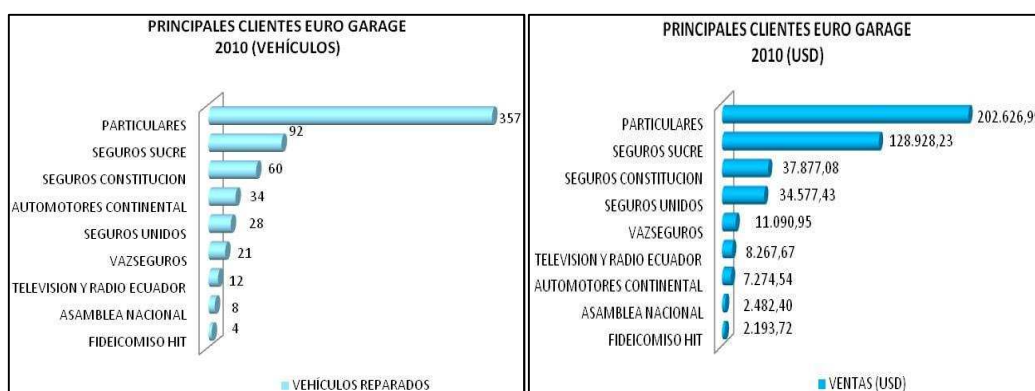 PRINCIPALES CLIENTES EURO GARAGE
2010 (VEHÍCULOS)
PARTICULARES 357
SEGUROS SUCRE 92
SEGUROS CONSTITUCION 60
AUTOMOTORES CONTINENTAL 34
SEGUROS UNIDOS 28
VAZSEGUROS 21
TELEVISION Y RADIO ECUADOR 12
ASAMBLEA NACIONAL 8
FIDEICOMISO HIT 4
VEHÍCULOS REPARADOS
PRINCIPALES CLIENTES EURO GARAGE
2010 (USD)
PARTICULARES 202.626,99
SEGUROS SUCRE 128.928,23
SEGUROS CONSTITUCION 37.877,08
SEGUROS UNIDOS 34.577,43
VAZSEGUROS 11.090,95
TELEVISION Y RADIO ECUADOR 8.267,67
AUTOMOTORES CONTINENTAL 7.274,54
ASAMBLEA NACIONAL 2.482,40
FIDEICOMISO HIT 2.193,72
VENTAS (USD)